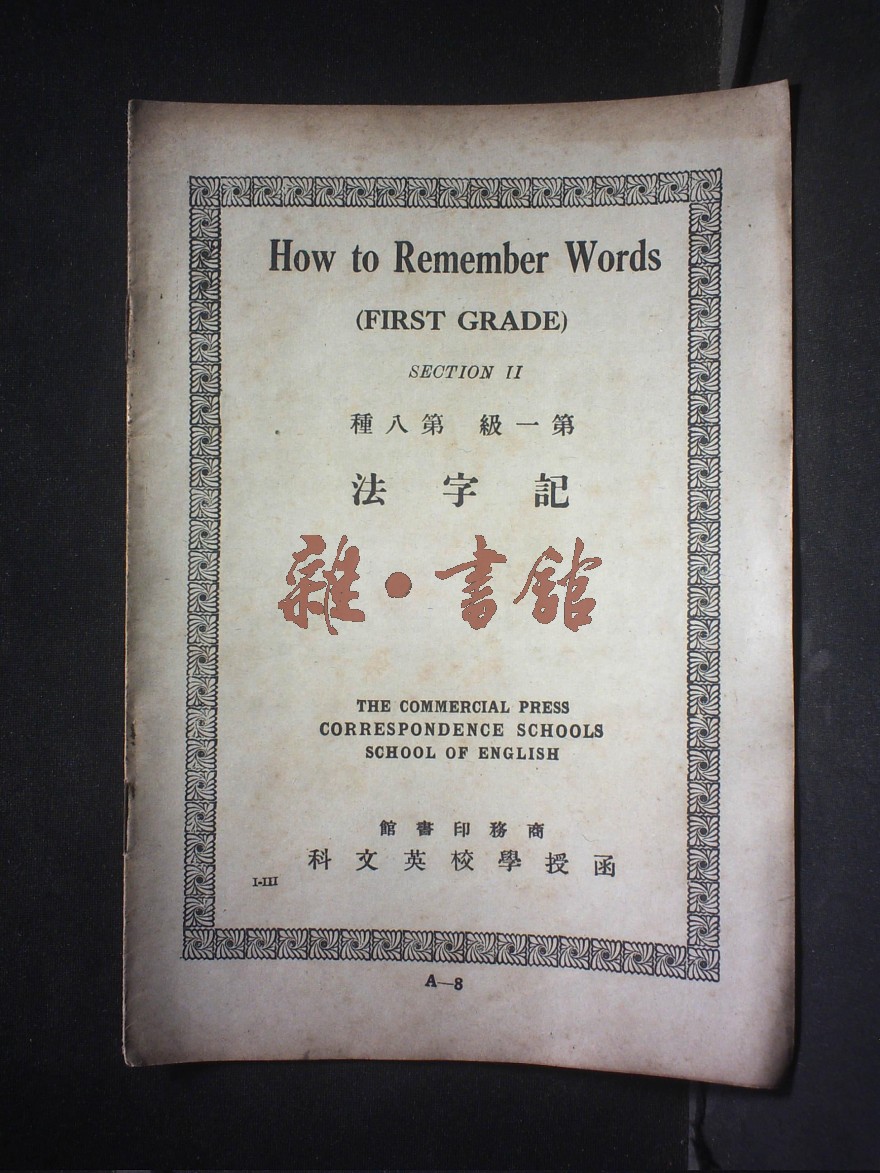 How to Remember Words
(FIRST GRADE)
SECTION II
第一級 第八種
記字法
雜•書館
THE COMMERCIAL PRESS
CORRESPONDENCE SCHOOLS
SCHOOL OF ENGLISH
商務印書館
函授學校英文科
I-III
A—8